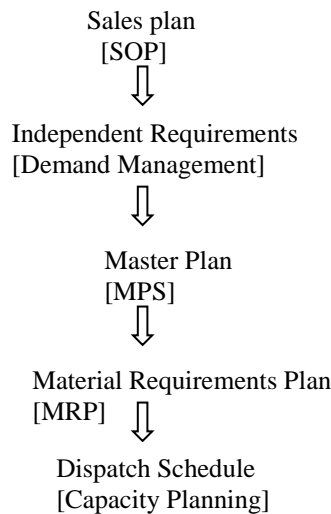 Sales plan
[SOP]
Independent Requirements
[Demand Management]
Master Plan
[MPS]
Material Requirements Plan
[MRP]
Dispatch Schedule
[Capacity Planning]